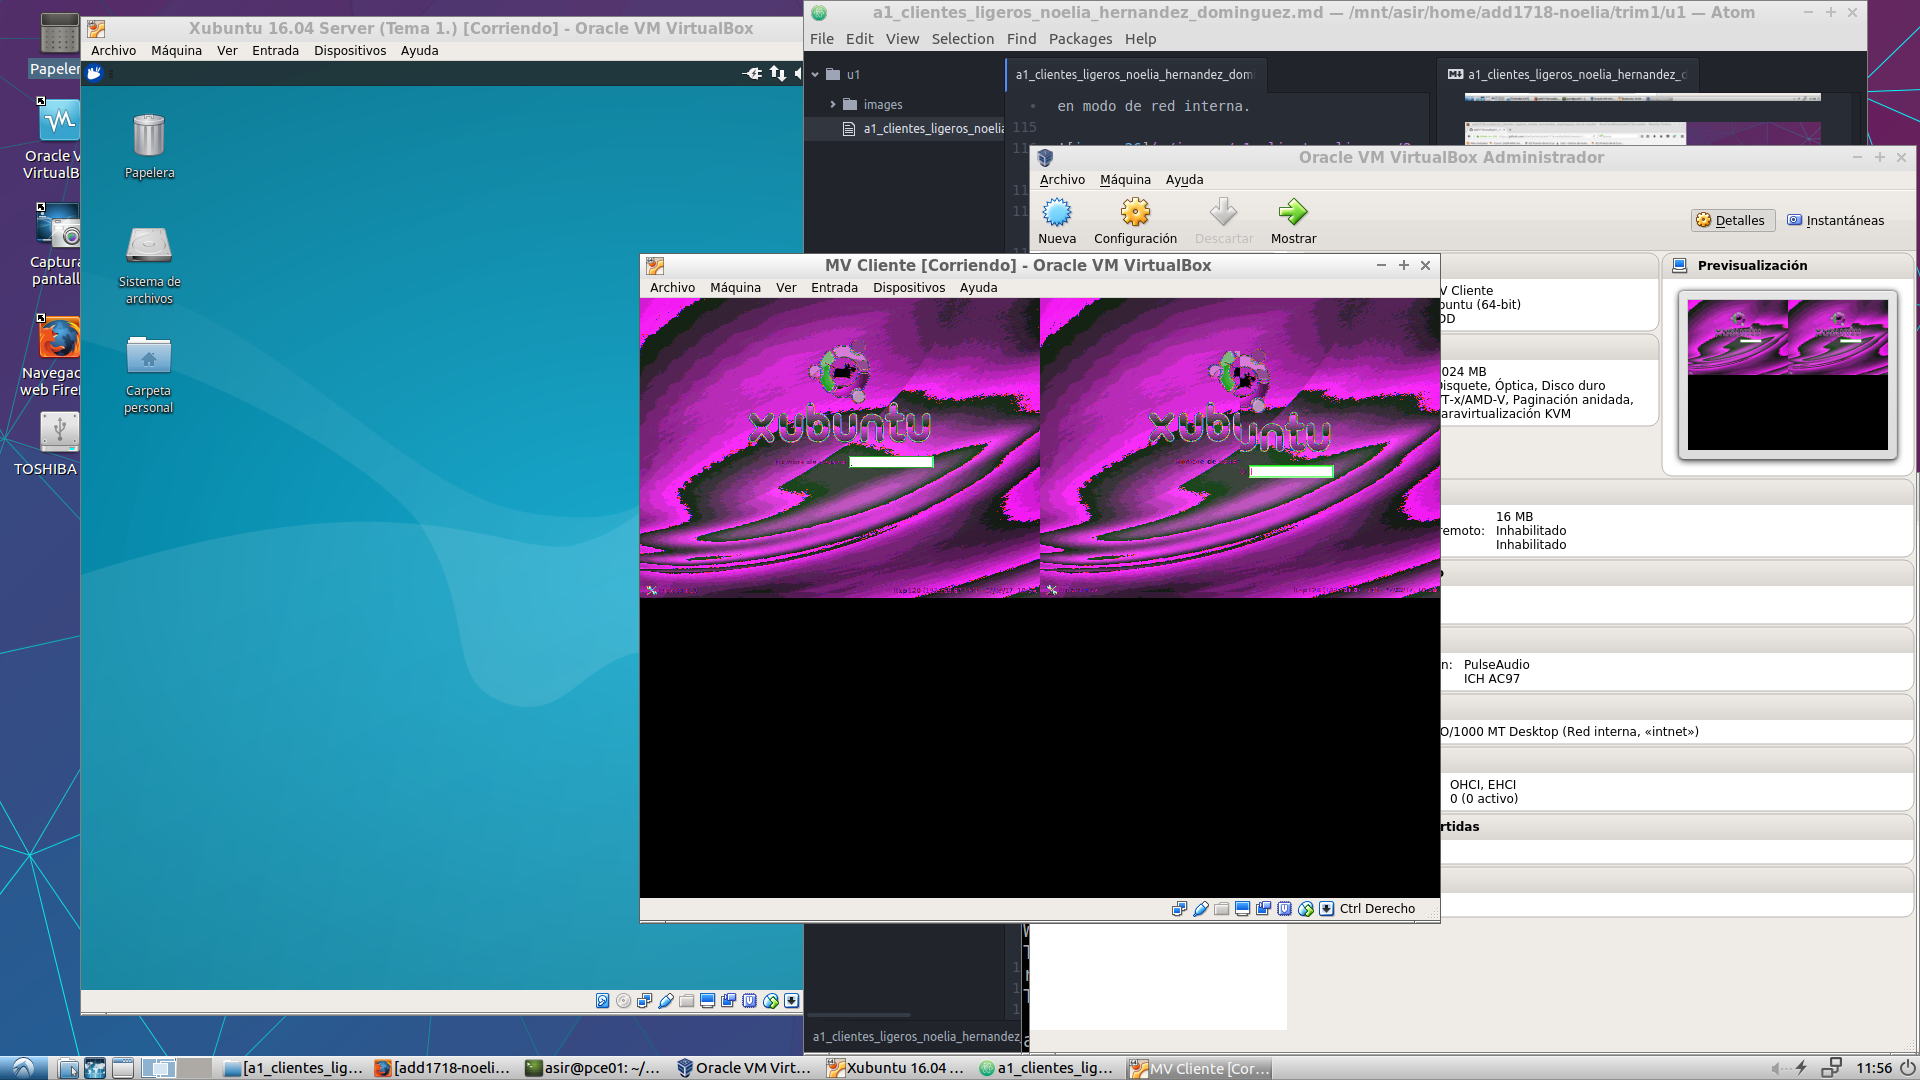 Papeler
Oracle V
VirtualB
Captura
pantall
Navegac
web Fire
TOSHIBA
Xubuntu 16.04 Server (Tema 1.) [Corriendo] - Oracle VM VirtualBox
Archivo Máquina Ver Entrada Dispositivos Ayuda
Papelera
Sistema de
archivos
Carpeta
personal
a1_clientes_ligeros_noelia_hernandez_dominguez.md — /mnt/asir/home/add1718-noelia/trim1/u1 — Atom
File Edit View Selection Find Packages Help
u1
images
a1_clientes_ligeros_noelia
a1_clientes_ligeros_noelia_hernandez_dom
a1_clientes_ligeros_noelia_hernandez_d
en modo de red interna.
115
Oracle VM VirtualBox Administrador
Archivo Máquina Ayuda
Nueva Configuración Descartar Mostrar
Detalles Instantáneas
MV Cliente [Corriendo] - Oracle VM VirtualBox
Archivo Máquina Ver Entrada Dispositivos Ayuda
xubuntu
xubuntu
Ctrl Derecho
Previsualización
V Cliente
ountu (64-bit)
DD
024 MB
Disquete, Óptica, Disco duro
T-x/AMD-V, Paginación anidada,
aravirtualización KVM
16 MB
remoto: Inhabilitado
Inhabilitado
n: PulseAudio
ICH AC97
O/1000 MT Desktop (Red interna, «intnet»)
OHCI, EHCI
0 (0 activo)
rtidas
a1_clientes_ligeros_noelia_hernandez
[a1_clientes_lig... [add1718-noeli... asir@pce01: ~/... Oracle VM Virt... Xubuntu 16.04 ... a1_clientes_lig... MV Cliente [Cor... 11:56